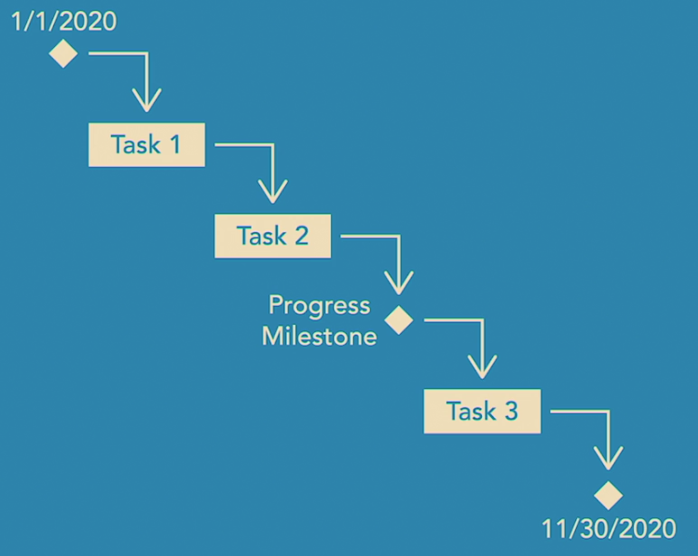 1/1/2020
Task 1
Task 2
Progress
Milestone
Task 3
11/30/2020